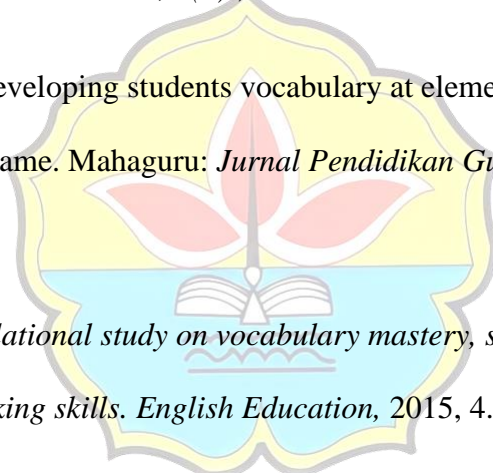 eveloping students vocabulary at eleme
ame. Mahaguru: Jurnal Pendidikan Gu
lational study on vocabulary mastery, s
king skills. English Education, 2015, 4.